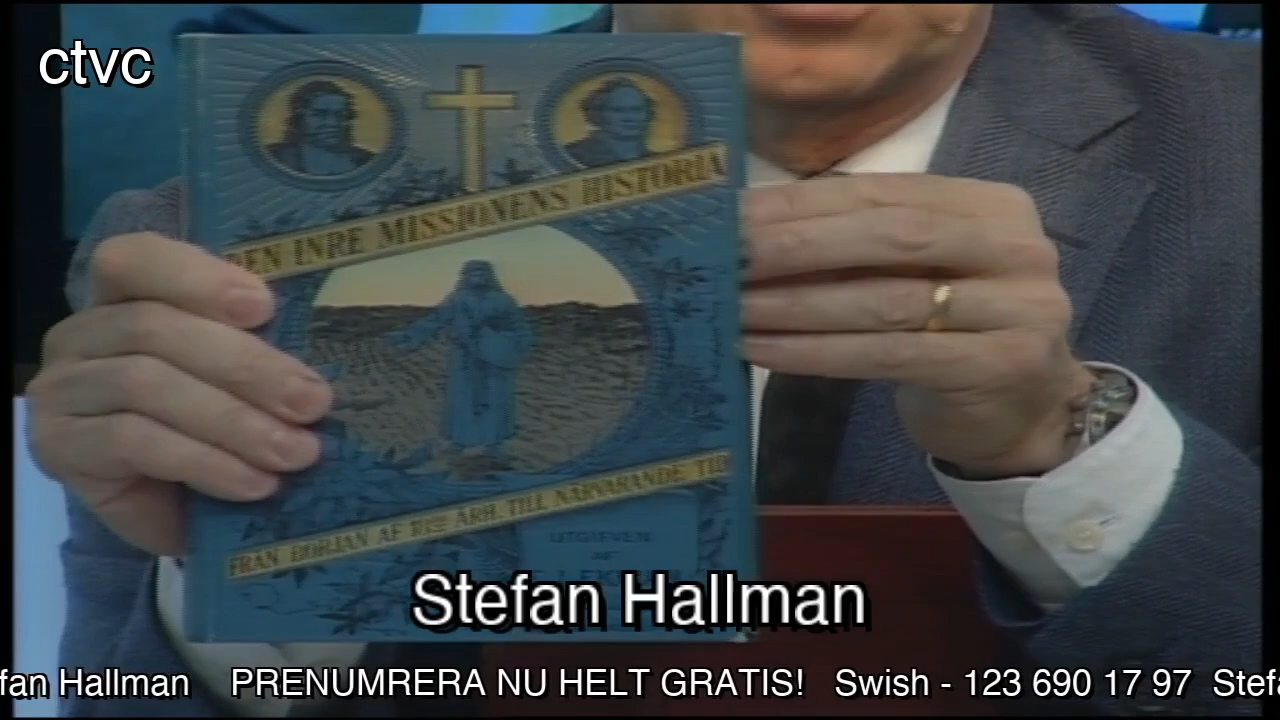 ctvc
DEN INRE MISSIONENS HISTORIA
FRÅN BÖRJAN AF ÅRH. TILL NÄRVARANDE TID
UTGIFVEN
AF
Stefan Hallman
fan Hallman PRENUMRERA NU HELT GRATIS! Swish - 123 690 17 97 Stefa